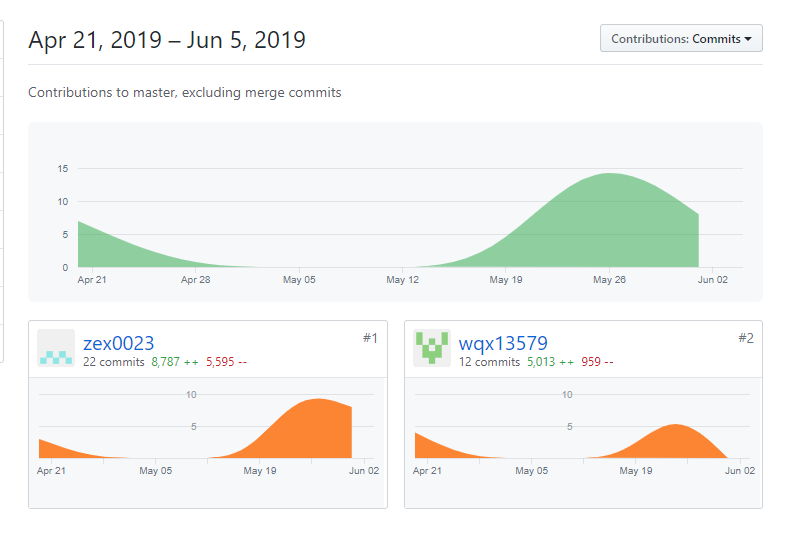 Apr 21, 2019 – Jun 5, 2019
Contributions: Commits
Contributions to master, excluding merge commits
15
10
5
0
Apr 21 Apr 28 May 05 May 12 May 19 May 26 Jun 02
zex0023 #1
22 commits 8,787 ++ 5,595 --
10
5
Apr 21 May 05 May 19 Jun 02
wqx13579 #2
12 commits 5,013 ++ 959 --
10
5
Apr 21 May 05 May 19 Jun 02